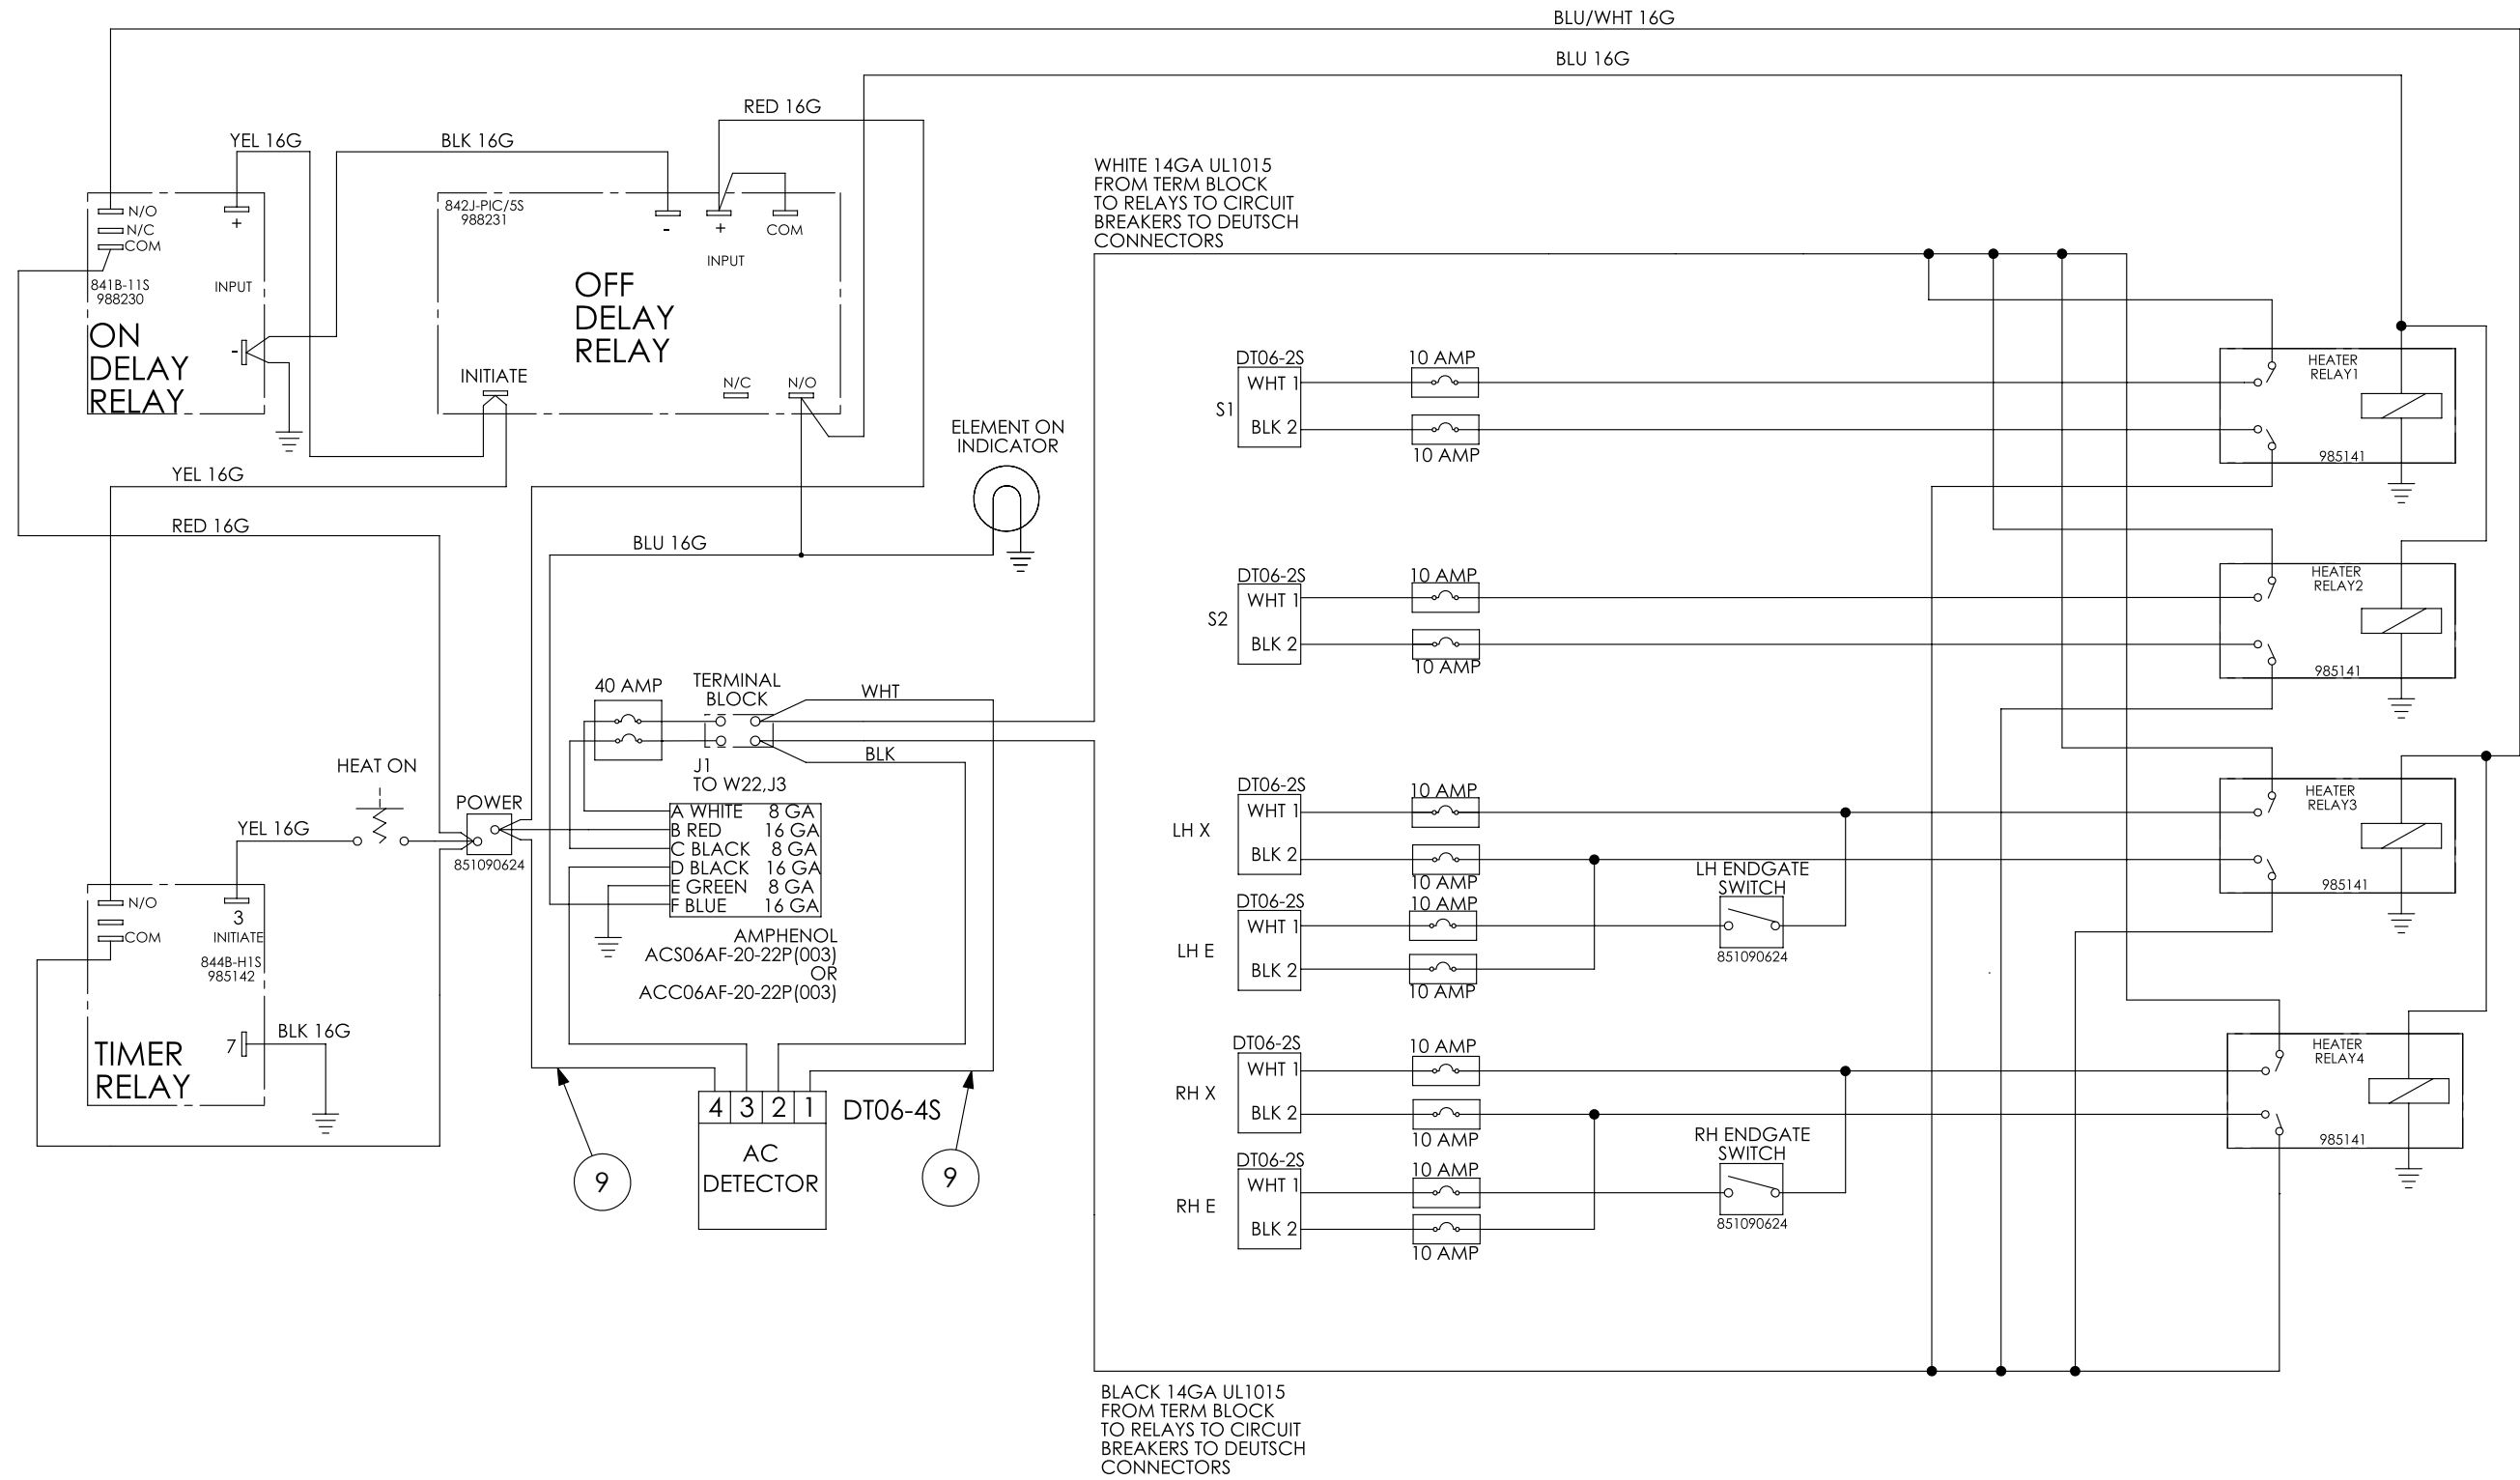 BLU/WHT 16G
BLU 16G
RED 16G
YEL 16G
BLK 16G
WHITE 14GA UL1015
FROM TERM BLOCK
TO RELAYS TO CIRCUIT
BREAKERS TO DEUTSCH
CONNECTORS
N/O
N/C
COM
+
841B-11S
988230
INPUT
ON
DELAY
RELAY
-
842J-PIC/5S
988231
-
+
COM
INPUT
OFF
DELAY
RELAY
INITIATE
N/C
N/O
ELEMENT ON
INDICATOR
YEL 16G
RED 16G
BLU 16G
DT06-2S
WHT 1
BLK 2
S1
10 AMP
10 AMP
HEATER
RELAY1
985141
DT06-2S
WHT 1
BLK 2
S2
10 AMP
10 AMP
HEATER
RELAY2
985141
40 AMP
TERMINAL
BLOCK
WHT
BLK
J1
TO W22,J3
HEAT ON
POWER
851090624
YEL 16G
A WHITE 8 GA
B RED 16 GA
C BLACK 8 GA
D BLACK 16 GA
E GREEN 8 GA
F BLUE 16 GA
AMPHENOL
ACS06AF-20-22P(003)
OR
ACC06AF-20-22P(003)
N/O
COM
3
INITIATE
844B-H1S
985142
7
BLK 16G
TIMER
RELAY
DT06-2S
WHT 1
BLK 2
LH X
10 AMP
10 AMP
HEATER
RELAY3
985141
LH ENDGATE
SWITCH
851090624
DT06-2S
WHT 1
BLK 2
LH E
10 AMP
10 AMP
DT06-2S
WHT 1
BLK 2
RH X
10 AMP
10 AMP
HEATER
RELAY4
985141
RH ENDGATE
SWITCH
851090624
DT06-2S
WHT 1
BLK 2
RH E
10 AMP
10 AMP
4 3 2 1
DT06-4S
AC
DETECTOR
9
9
BLACK 14GA UL1015
FROM TERM BLOCK
TO RELAYS TO CIRCUIT
BREAKERS TO DEUTSCH
CONNECTORS